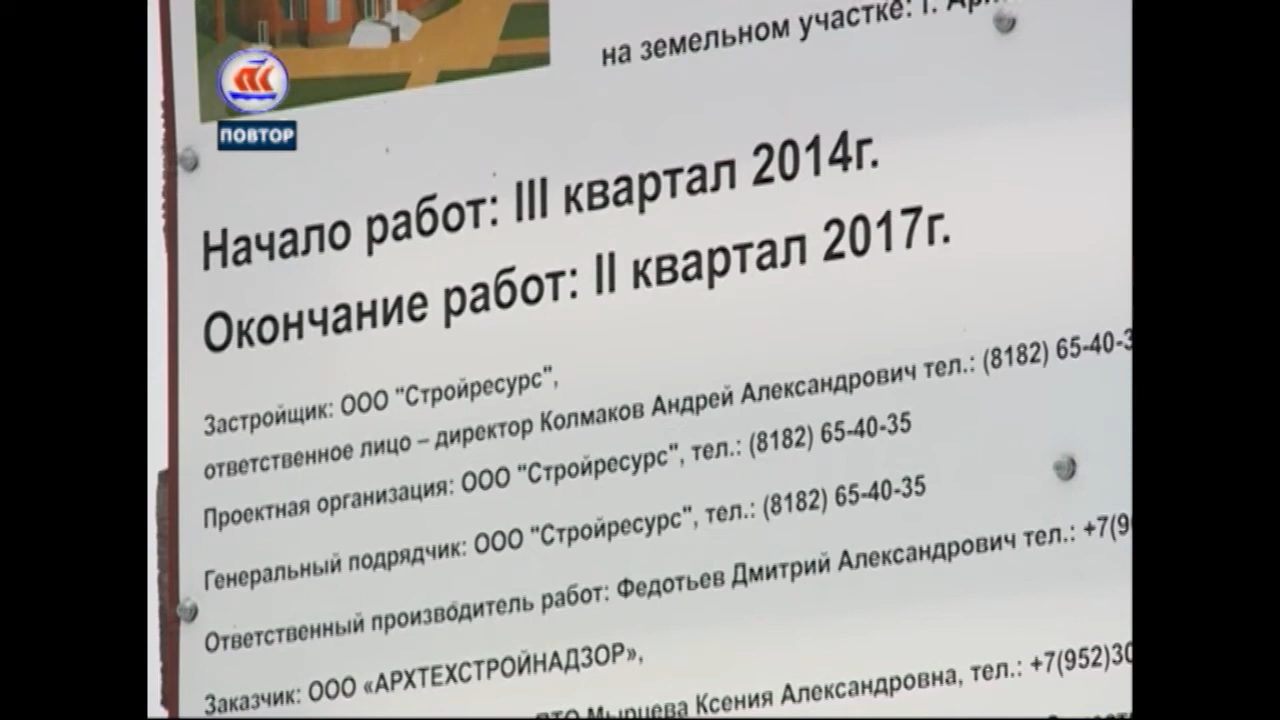 на земельном участке: г.
ПОВТОР
Начало работ: III квартал 2014г.
Окончание работ: II квартал 2017г.
Застройщик: ООО "Стройресурс",
ответственное лицо – директор Колмаков Андрей Александрович тел.: (8182) 65-40-3
Проектная организация: ООО "Стройресурс", тел.: (8182) 65-40-35
Генеральный подрядчик: ООО "Стройресурс", тел.: (8182) 65-40-35
Ответственный производитель работ: Федотьев Дмитрий Александрович тел.: +7(9
Заказчик: ООО «АРХТЕХСТРОЙНАДЗОР»,
ПТО Мырцева Ксения Александровна, тел.: +7(952)30